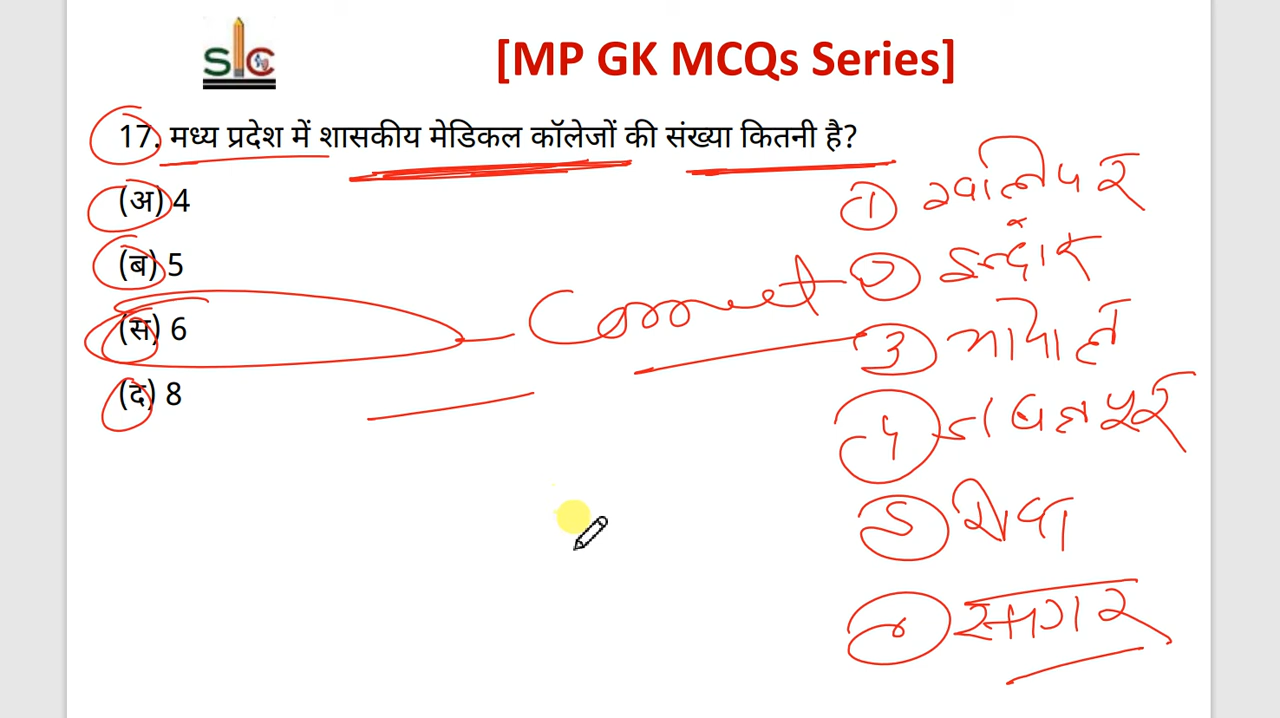 SLC
[MP GK MCQs Series]
17. मध्य प्रदेश में शासकीय मेडिकल कॉलेजों की संख्या कितनी है?
(अ) 4
(ब) 5
(स) 6
(द) 8
Correct
1 ग्वालियर
2 इन्दौर
3 भोपाल
4 जबलपुर
5 रीवा
6 सागर